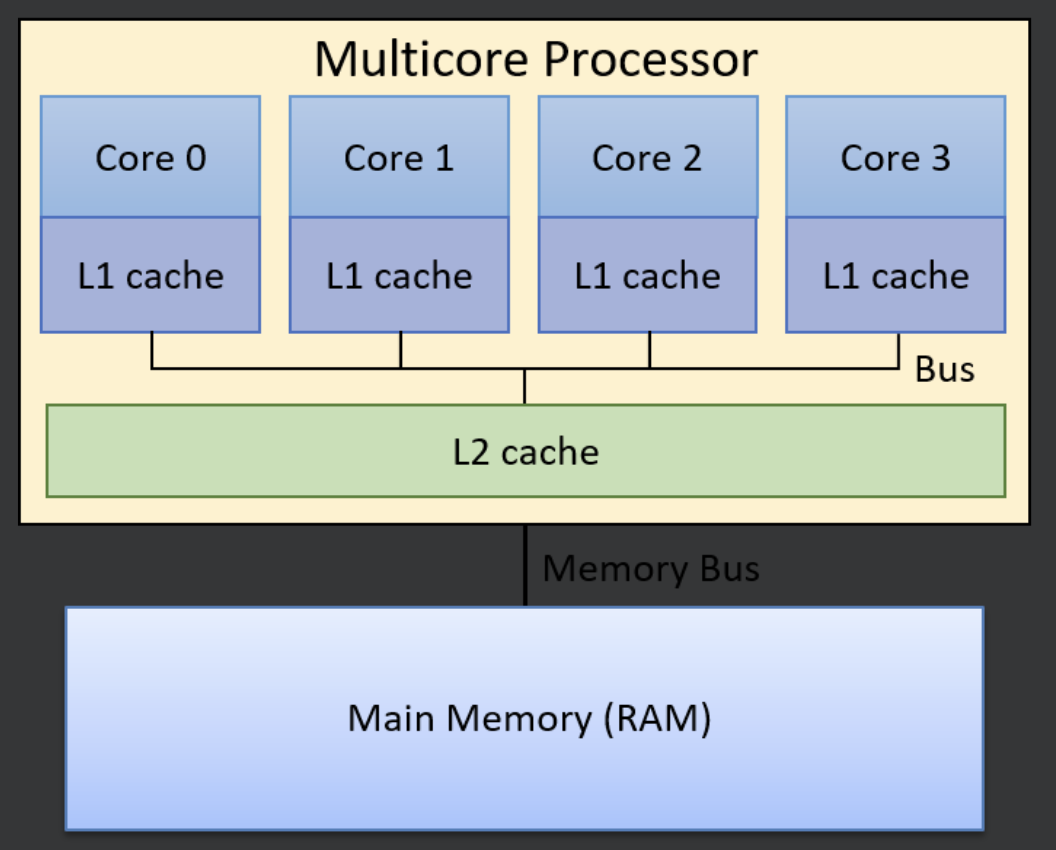 Multicore Processor
Core 0
Core 1
Core 2
Core 3
L1 cache
L1 cache
L1 cache
L1 cache
Bus
L2 cache
Memory Bus
Main Memory (RAM)